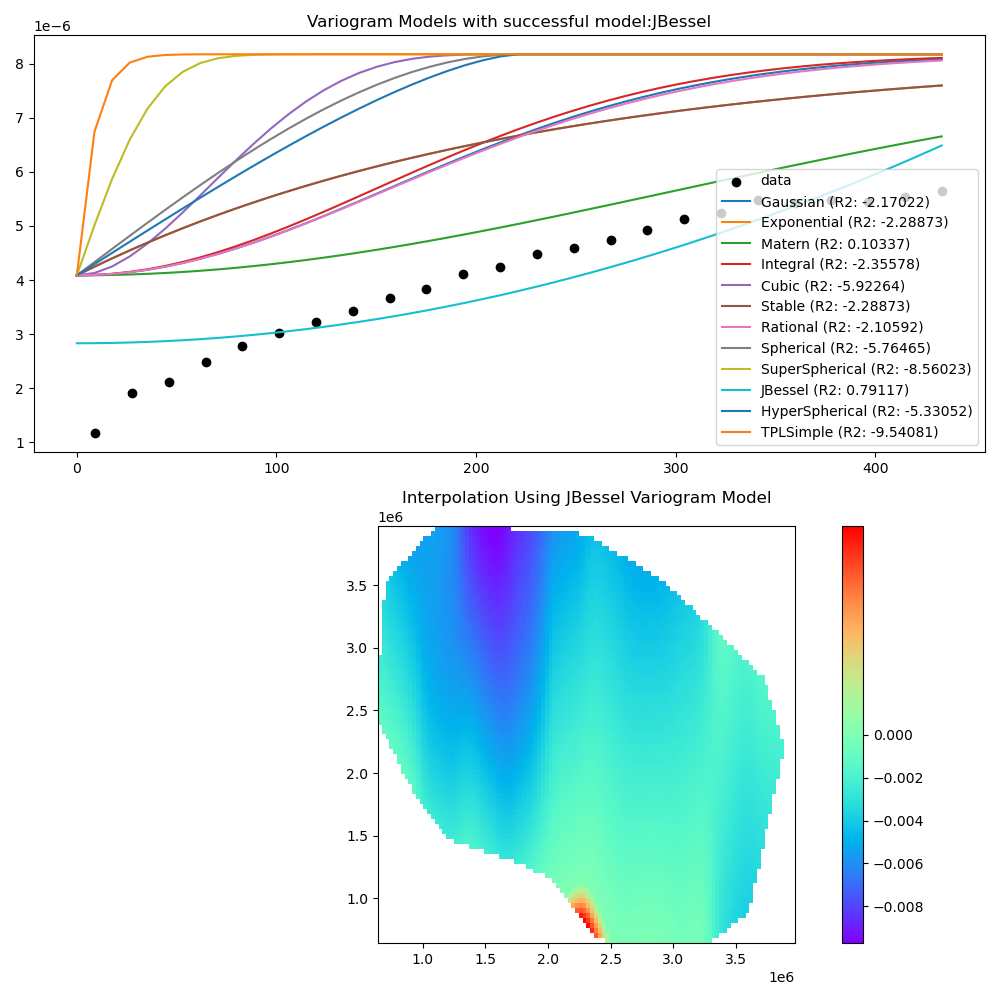 Variogram Models with successful model:JBessel
1e−6
8
7
6
5
4
3
2
1
0
100
200
300
400
data
Gaussian (R2: -2.17022)
Exponential (R2: -2.28873)
Matern (R2: 0.10337)
Integral (R2: -2.35578)
Cubic (R2: -5.92264)
Stable (R2: -2.28873)
Rational (R2: -2.10592)
Spherical (R2: -5.76465)
SuperSpherical (R2: -8.56023)
JBessel (R2: 0.79117)
HyperSpherical (R2: -5.33052)
TPLSimple (R2: -9.54081)
Interpolation Using JBessel Variogram Model
1e6
3.5
3.0
2.5
2.0
1.5
1.0
1.0
1.5
2.0
2.5
3.0
3.5
1e6
0.000
−0.002
−0.004
−0.006
−0.008